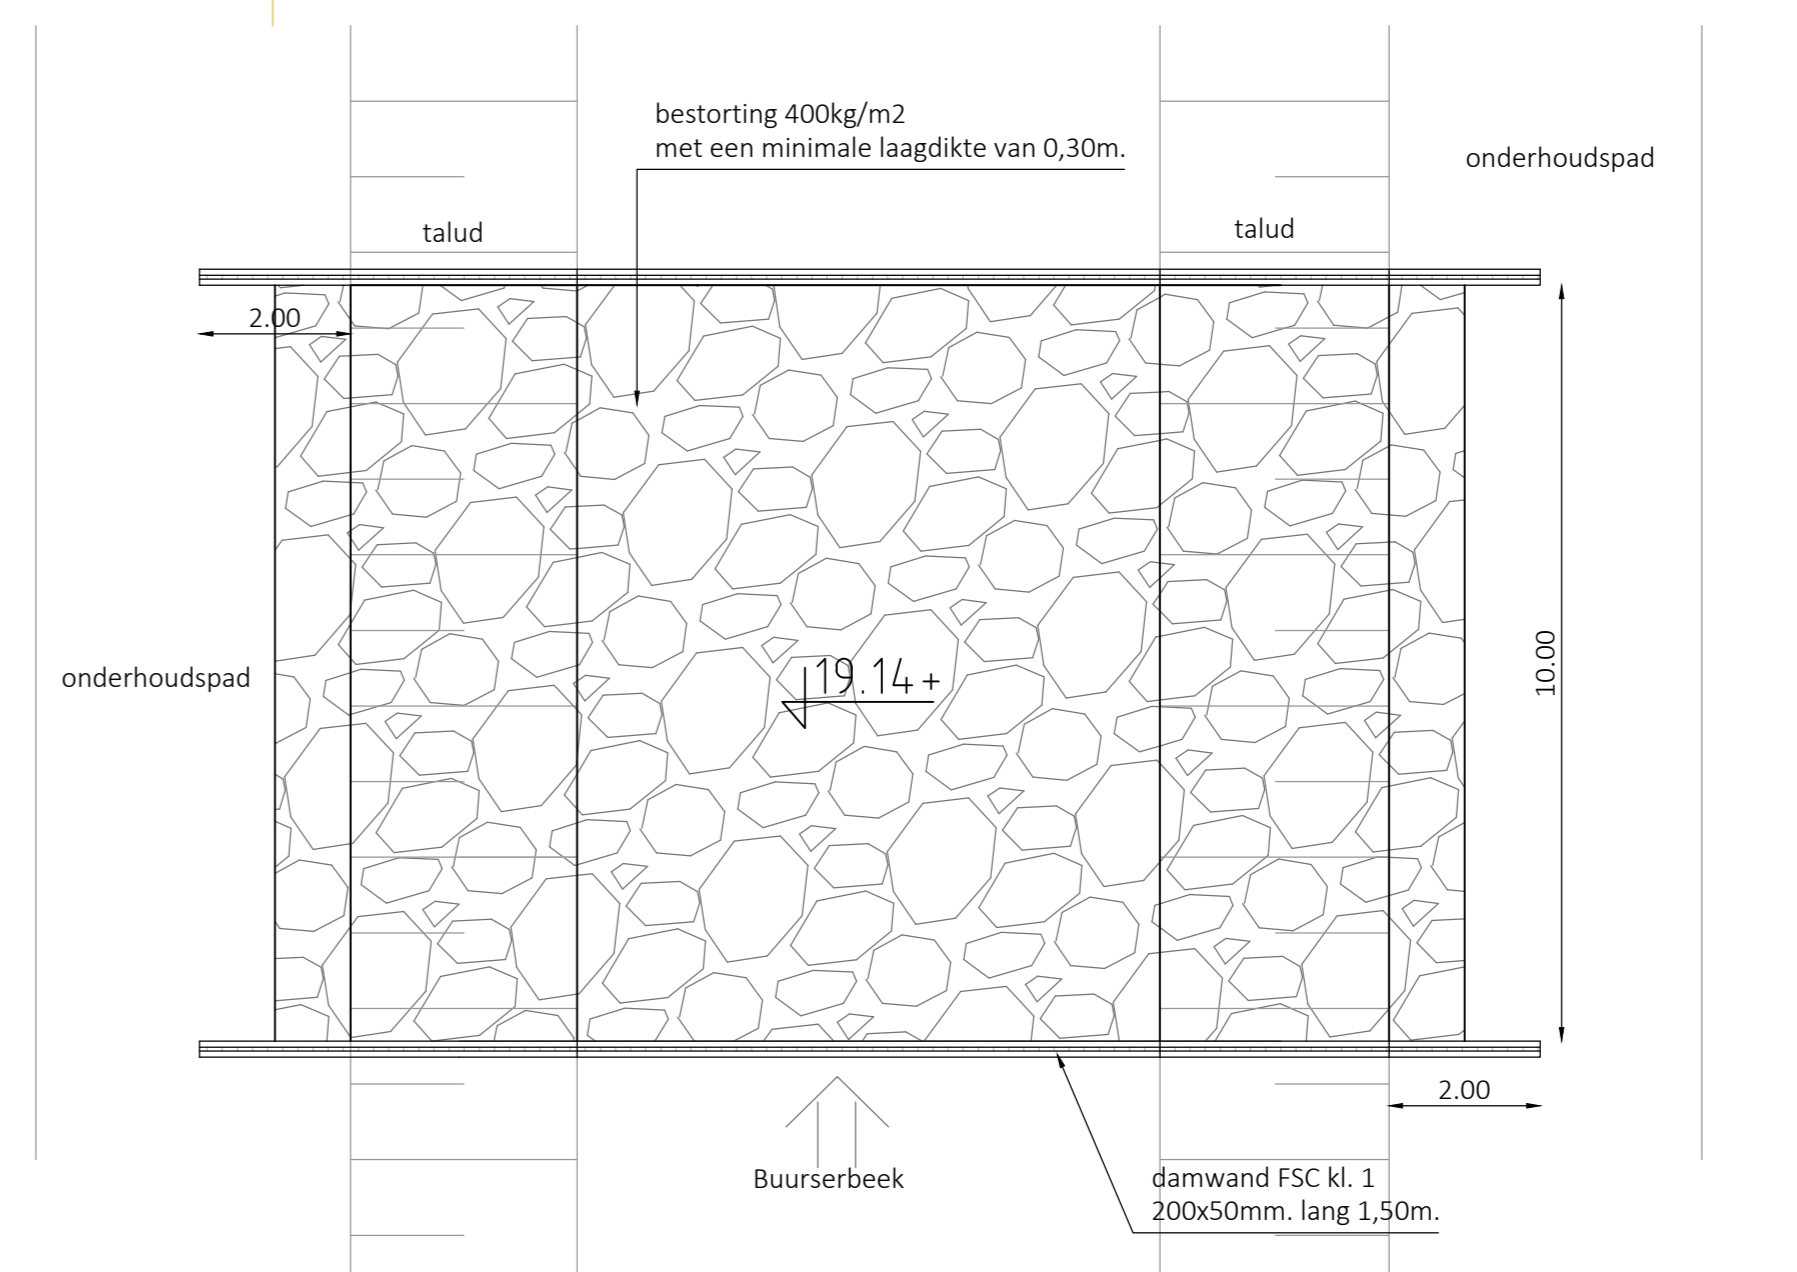 bestorting 400kg/m2
met een minimale laagdikte van 0,30m.
onderhoudspad
talud
talud
2.00
onderhoudspad
19.14+
10.00
2.00
Buurserbeek
damwand FSC kl. 1
200x50mm. lang 1,50m.